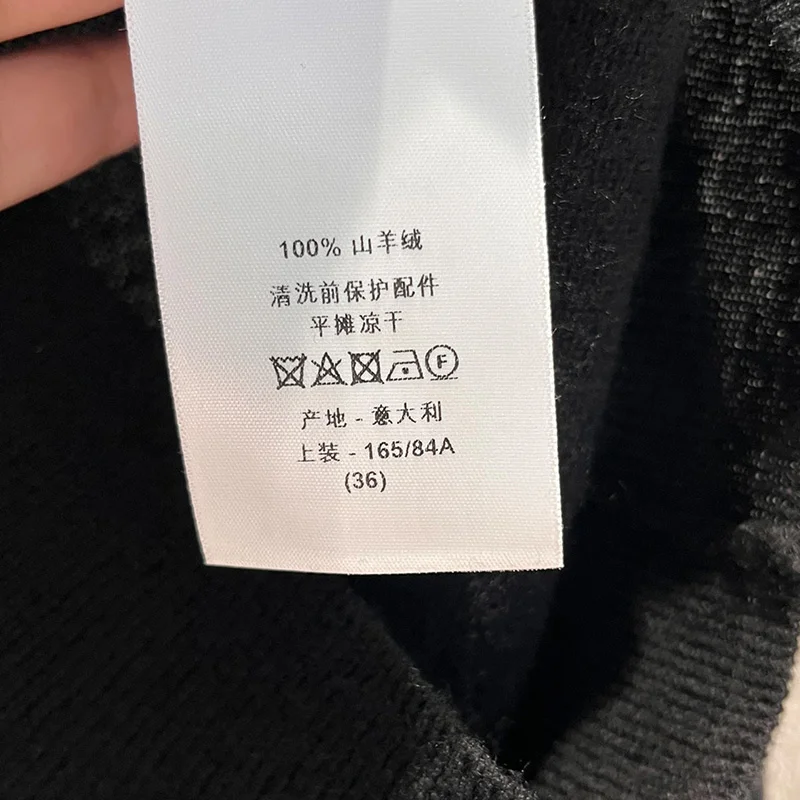 100% 山羊绒
清洗前保护配件
平摊凉干
F
产地 - 意大利
上装 - 165/84A
(36)